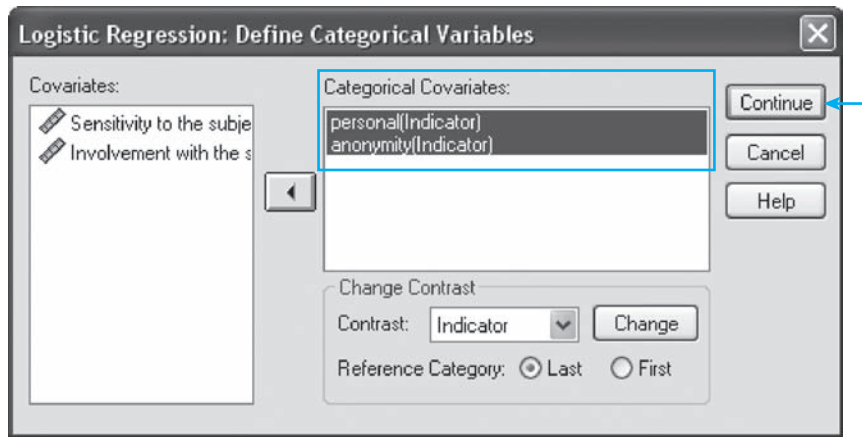 Logistic Regression: Define Categorical Variables
Covariates:
Sensitivity to the subje
Involvement with the s
Categorical Covariates:
personal(Indicator)
anonymity(Indicator)
Continue
Cancel
Help
Change Contrast
Contrast: Indicator Change
Reference Category: Last First